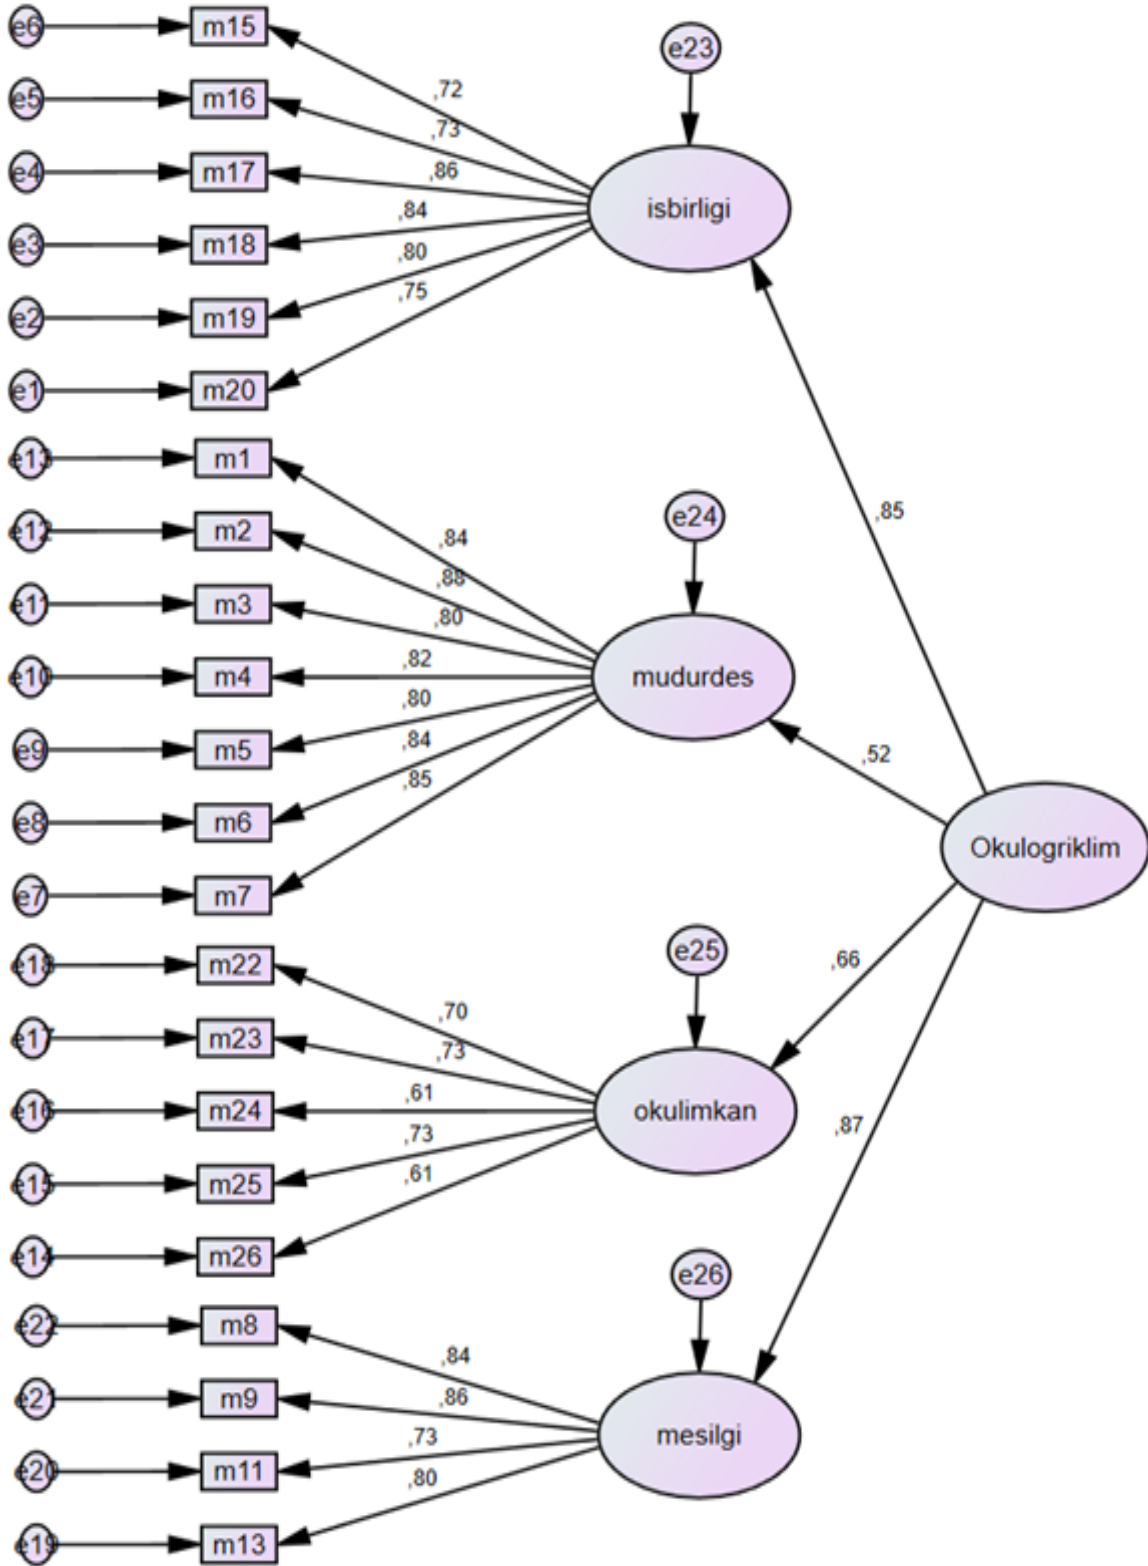 e6 m15
e23
,72
e5 m16
,73
e4 m17
,86
isbirligi
,84
e3 m18
,80
,75
e2 m19
e1 m20
e13 m1
,85
e24
e12 m2
,84
,88
e11 m3
,80
,82
e10 m4
mudurdes
,80
e9 m5
,84
,52
,85
e8 m6
Okulogriklim
e7 m7
e25
e18 m22
,66
,70
e17 m23
,73
,61
e16 m24
okulimkan
,87
,73
e15 m25
,61
e14 m26
e26
e22 m8
,84
e21 m9
,86
,73
mesilgi
e20 m11
,80
e19 m13